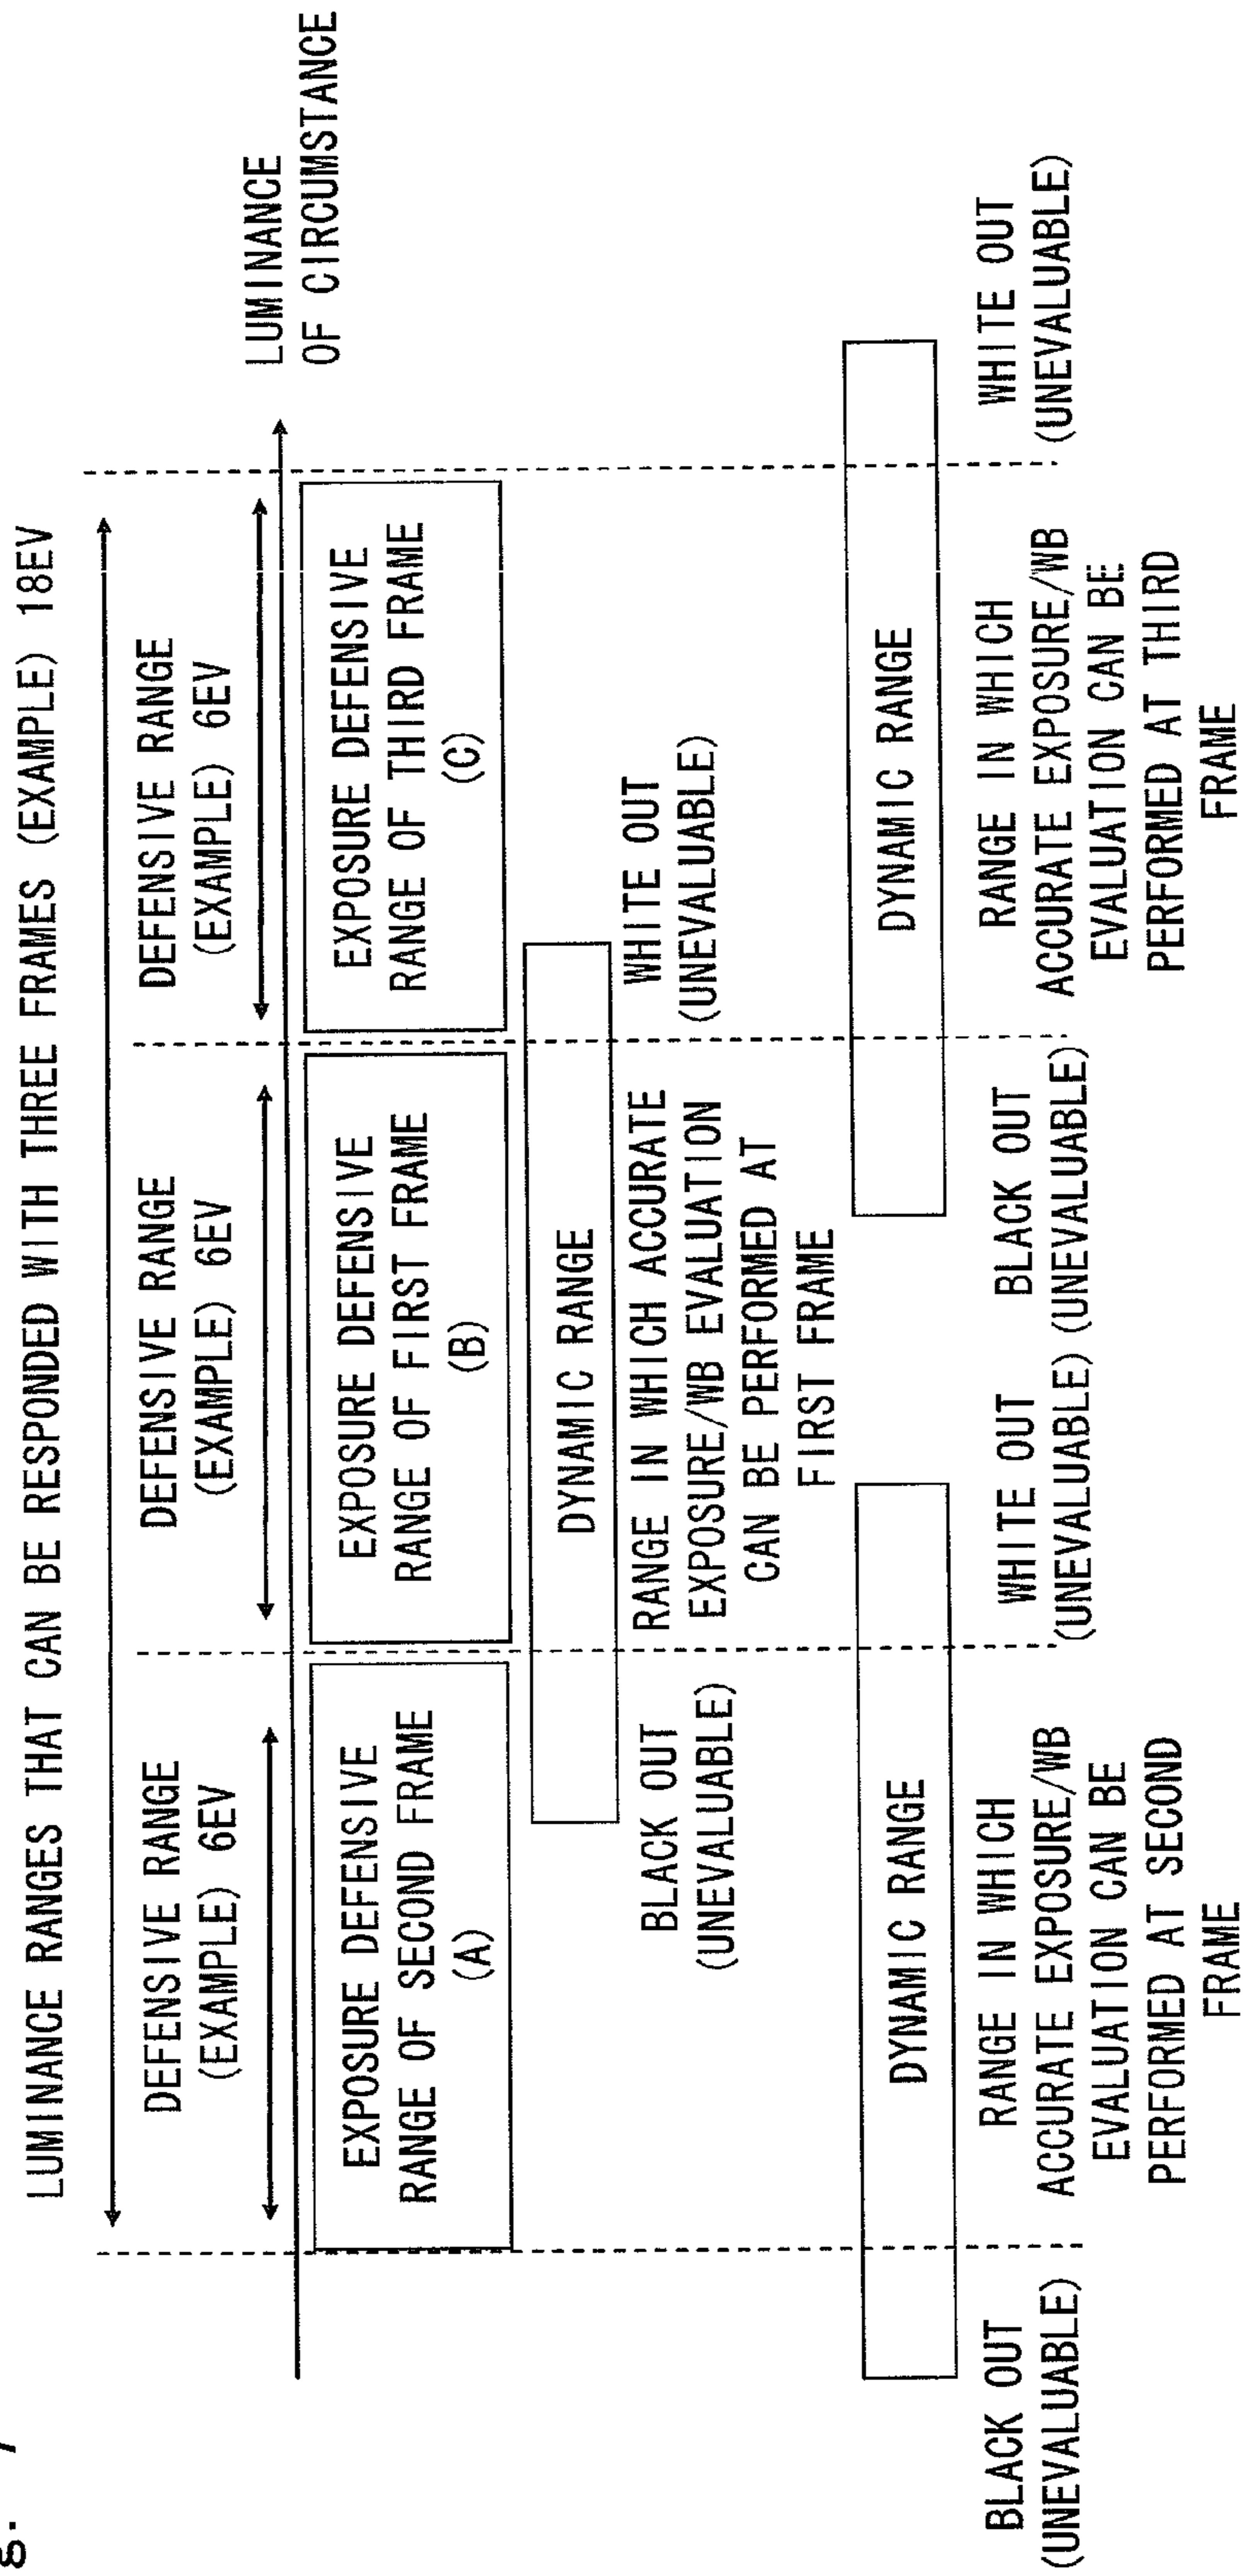 g. 7
LUMINANCE RANGES THAT CAN BE RESPONDED WITH THREE FRAMES (EXAMPLE) 18EV
DEFENSIVE RANGE
(EXAMPLE) 6EV
DEFENSIVE RANGE
(EXAMPLE) 6EV
DEFENSIVE RANGE
(EXAMPLE) 6EV
LUMINANCE
OF CIRCUMSTANCE
EXPOSURE DEFENSIVE
RANGE OF SECOND FRAME
(A)
EXPOSURE DEFENSIVE
RANGE OF FIRST FRAME
(B)
EXPOSURE DEFENSIVE
RANGE OF THIRD FRAME
(C)
DYNAMIC RANGE
BLACK OUT
(UNEVALUABLE)
RANGE IN WHICH ACCURATE
EXPOSURE/WB EVALUATION
CAN BE PERFORMED AT
FIRST FRAME
WHITE OUT
(UNEVALUABLE)
DYNAMIC RANGE
DYNAMIC RANGE
BLACK OUT
(UNEVALUABLE)
RANGE IN WHICH
ACCURATE EXPOSURE/WB
EVALUATION CAN BE
PERFORMED AT SECOND
FRAME
WHITE OUT
(UNEVALUABLE)
BLACK OUT
(UNEVALUABLE)
RANGE IN WHICH
ACCURATE EXPOSURE/WB
EVALUATION CAN BE
PERFORMED AT THIRD
FRAME
WHITE OUT
(UNEVALUABLE)